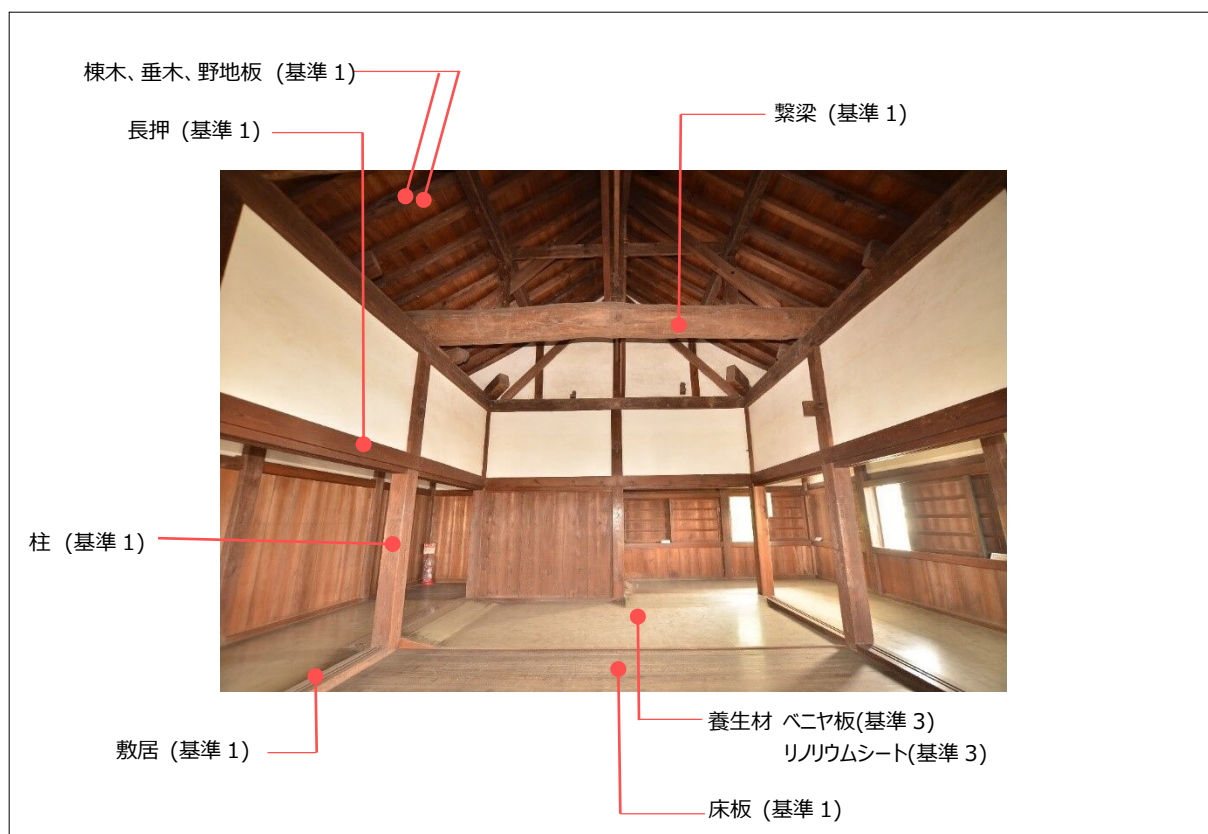 棟木、垂木、野地板 (基準 1)
繋梁 (基準 1)
長押 (基準 1)
柱 (基準 1)
敷居 (基準 1)
養生材 ベニヤ板(基準 3)
リノリウムシート(基準 3)
床板 (基準 1)